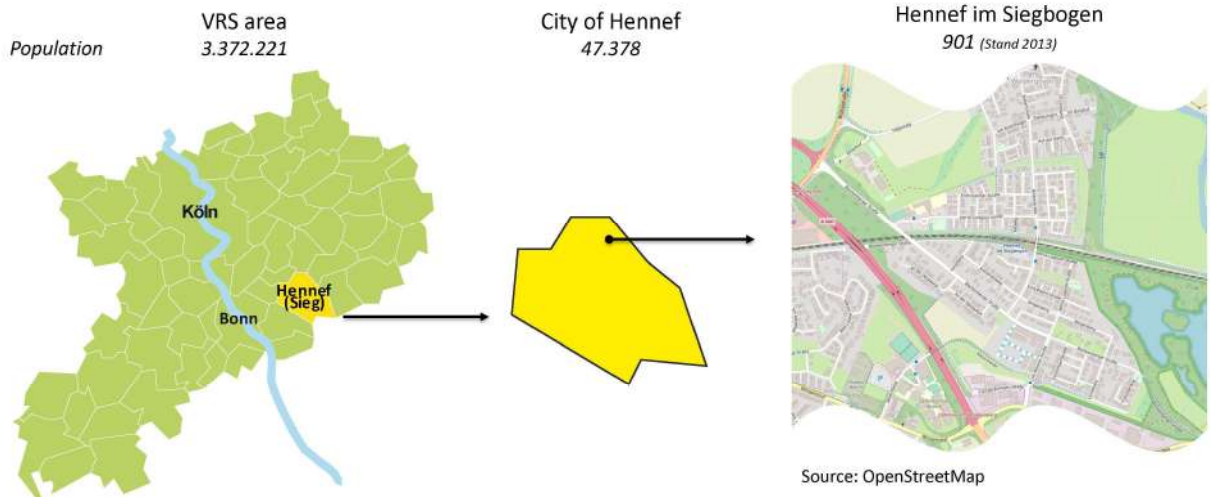 VRS area
City of Hennef
Hennef im Siegbogen
Population
3.372.221
47.378
901 (Stand 2013)
Köln
Hennef
(Sieg)
Bonn
Source: OpenStreetMap